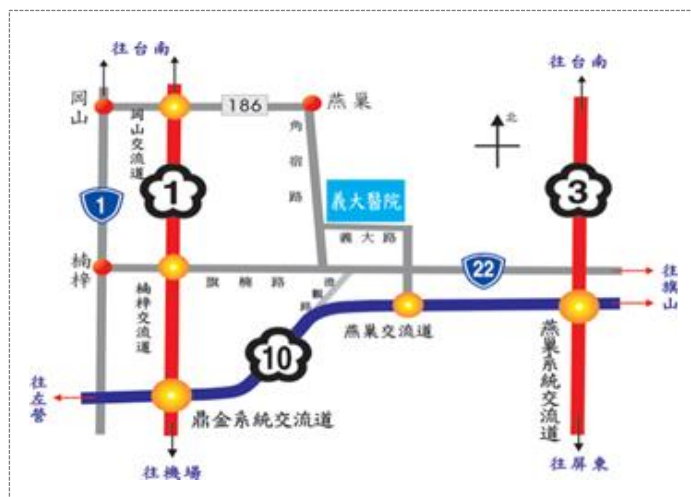 往台南
往台南
岡山
186
燕巢
北
岡山交流道
角宿路
1
1
3
義大醫院
義大路
楠梓
旗楠路
22
往旗山
楠梓交流道
燕巢交流道
燕巢系統交流道
10
往左營
鼎金系統交流道
往機場
往屏東